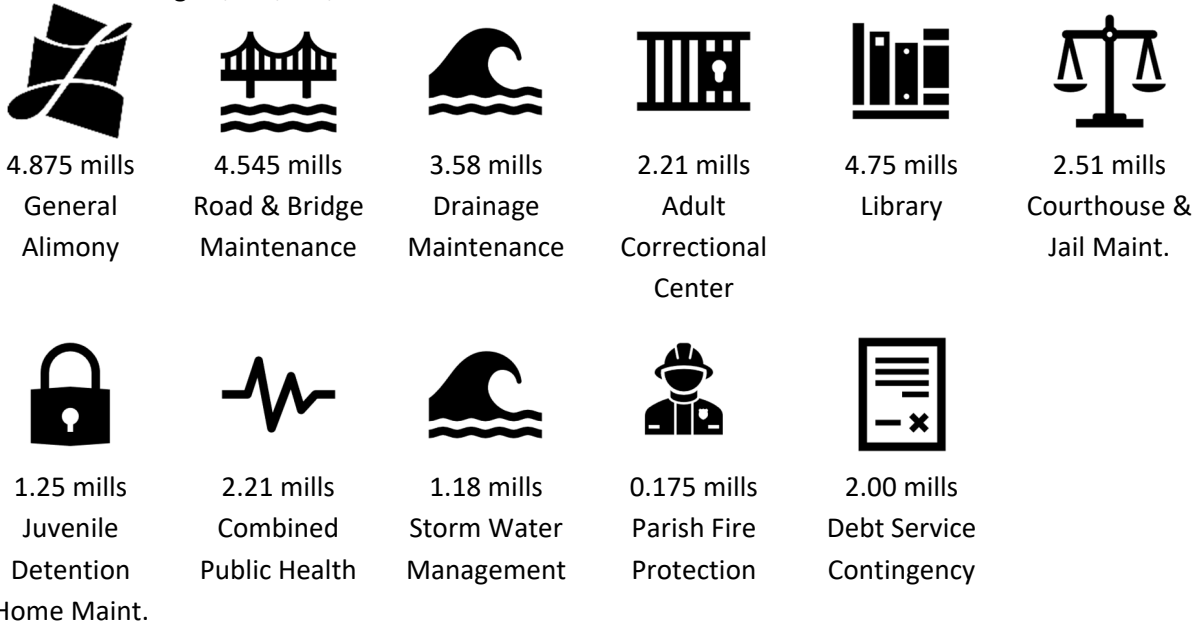 4.875 mills
General
Alimony
4.545 mills
Road & Bridge
Maintenance
3.58 mills
Drainage
Maintenance
2.21 mills
Adult
Correctional
Center
4.75 mills
Library
2.51 mills
Courthouse &
Jail Maint.
1.25 mills
Juvenile
Detention
Home Maint.
2.21 mills
Combined
Public Health
1.18 mills
Storm Water
Management
0.175 mills
Parish Fire
Protection
2.00 mills
Debt Service
Contingency